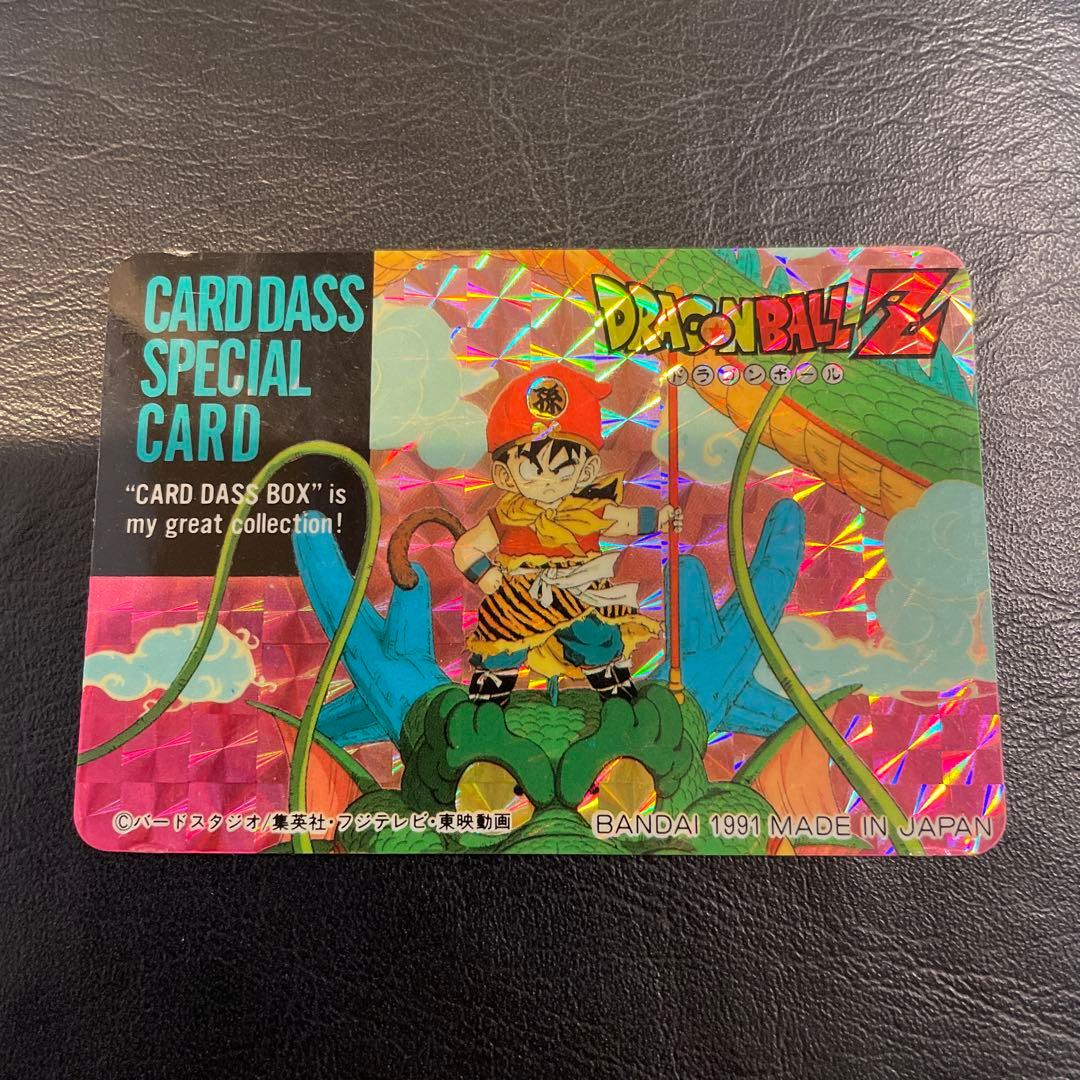 CARD DASS
SPECIAL
CARD
"CARD DASS BOX" is
my great collection!
DRAGONBALL Z
ドラゴンボール
孫
©バードスタジオ/集英社・フジテレビ・東映動画
BANDAI 1991 MADE IN JAPAN